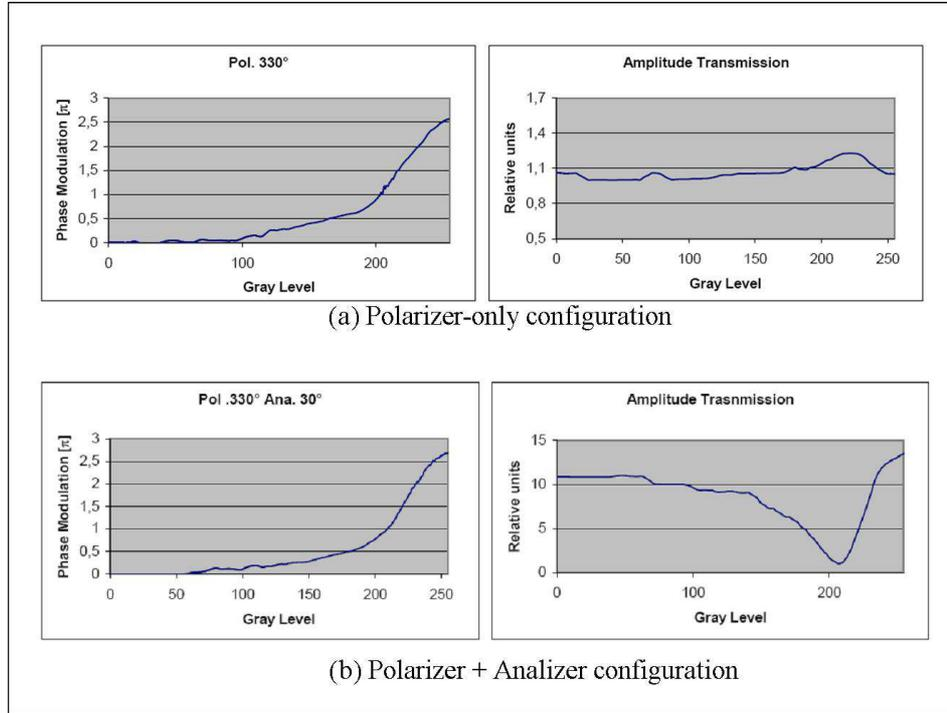 Pol. 330°
Phase Modulation [π]
3
2,5
2
1,5
1
0,5
0
0 100 200
Gray Level
Amplitude Transmission
Relative units
1,7
1,4
1,1
0,8
0,5
0 50 100 150 200 250
Gray Level
(a) Polarizer-only configuration
Pol .330° Ana. 30°
Phase Modulation [π]
3
2,5
2
1,5
1
0,5
0
0 50 100 150 200 250
Gray Level
Amplitude Trasnmission
Relative units
15
10
5
0
0 100 200
Gray Level
(b) Polarizer + Analizer configuration